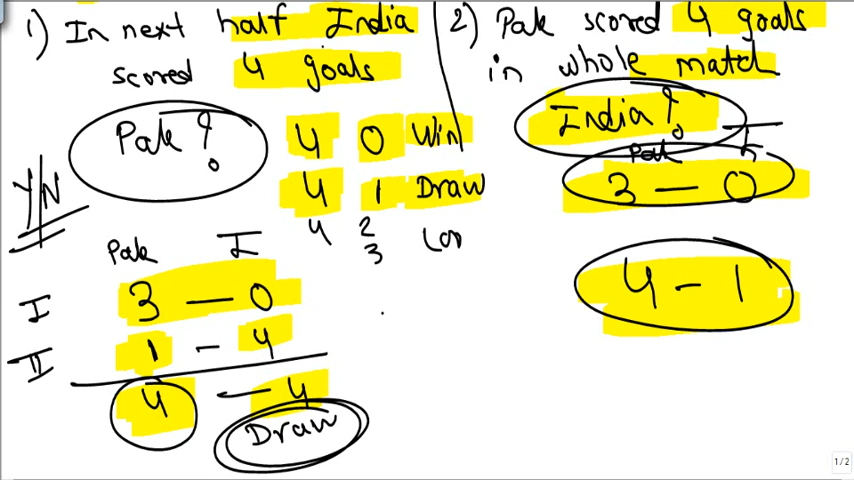 1) In next half India
scored 4 goals
Pak ?
4 0 Win
4 1 Draw
4 2
3
Y/N
Pak I
I 3 — 0
II 1 - 4
4 — 4
Draw
2) Pak scored 4 goals
in whole match
India ?
Pak I
3 — 0
4 - 1
1/2